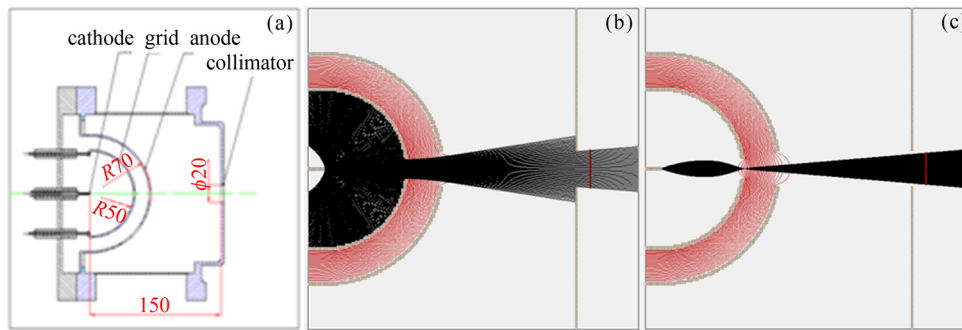 (a)
cathode grid anode
collimator
R70
ϕ20
R50
150
(b)
(c)